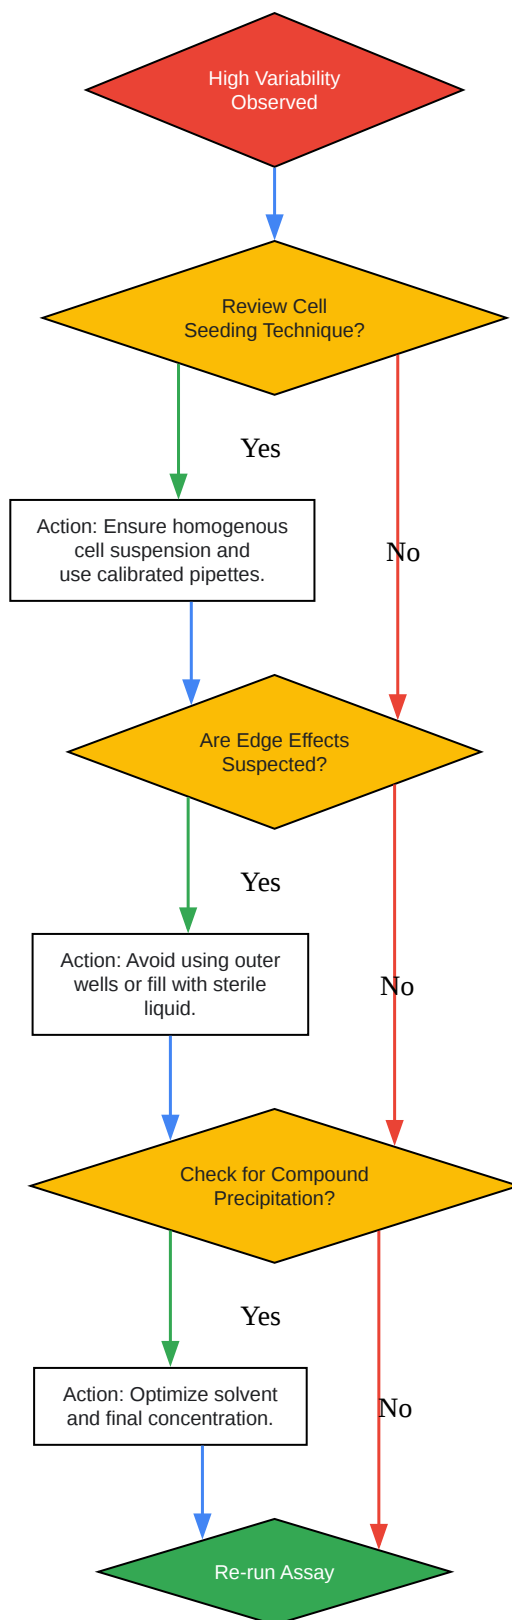 High Variability
Observed
Review Cell
Seeding Technique?
Yes
Action: Ensure homogenous
cell suspension and
use calibrated pipettes.
No
Are Edge Effects
Suspected?
Yes
Action: Avoid using outer
wells or fill with sterile
liquid.
No
Check for Compound
Precipitation?
Yes
Action: Optimize solvent
and final concentration.
No
Re-run Assay